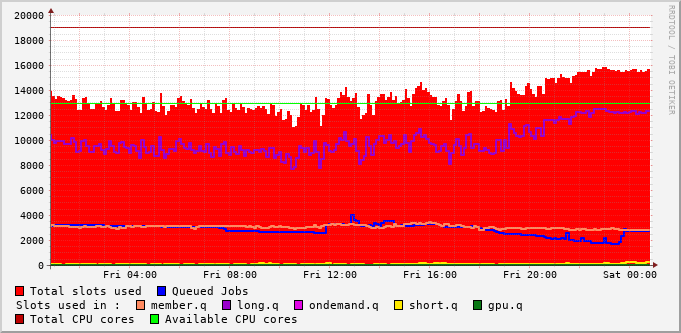 20000
18000
16000
14000
12000
10000
8000
6000
4000
2000
0
Fri 04:00 Fri 08:00 Fri 12:00 Fri 16:00 Fri 20:00 Sat 00:00
RRDTOOL / TOBI OETIKER
Total slots used Queued Jobs
Slots used in : member.q long.q ondemand.q short.q gpu.q
Total CPU cores Available CPU cores